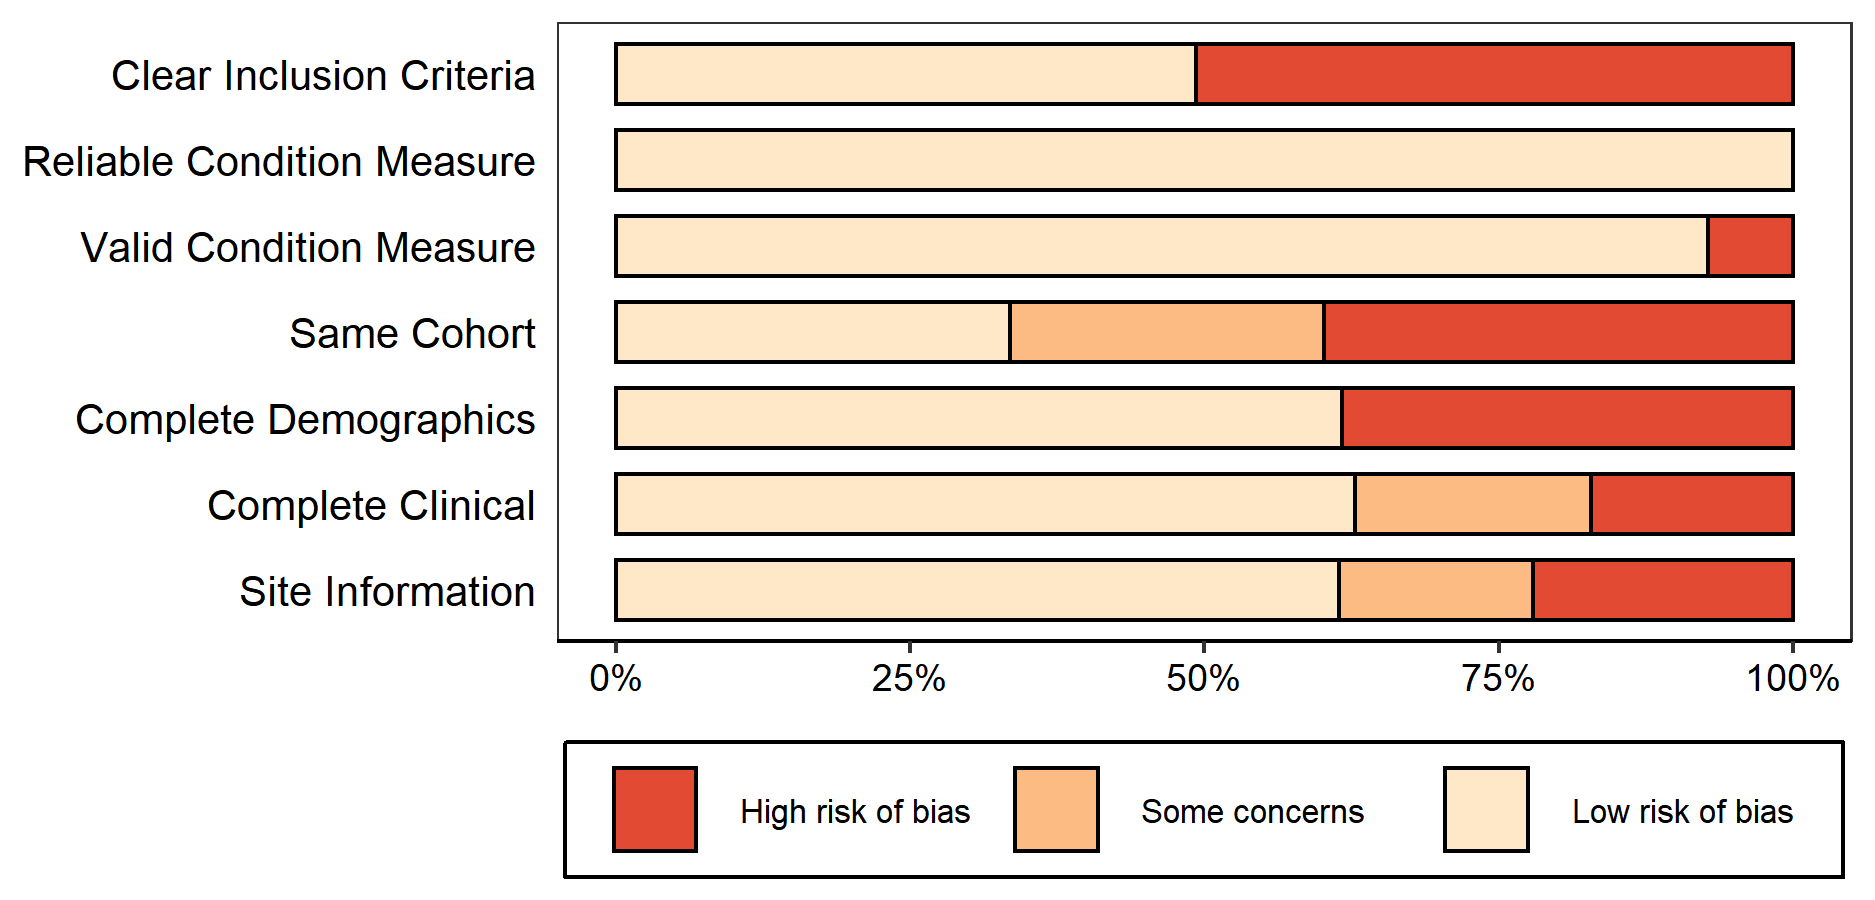 Clear Inclusion Criteria
Reliable Condition Measure
Valid Condition Measure
Same Cohort
Complete Demographics
Complete Clinical
Site Information
0% 25% 50% 75% 100%
High risk of bias Some concerns Low risk of bias